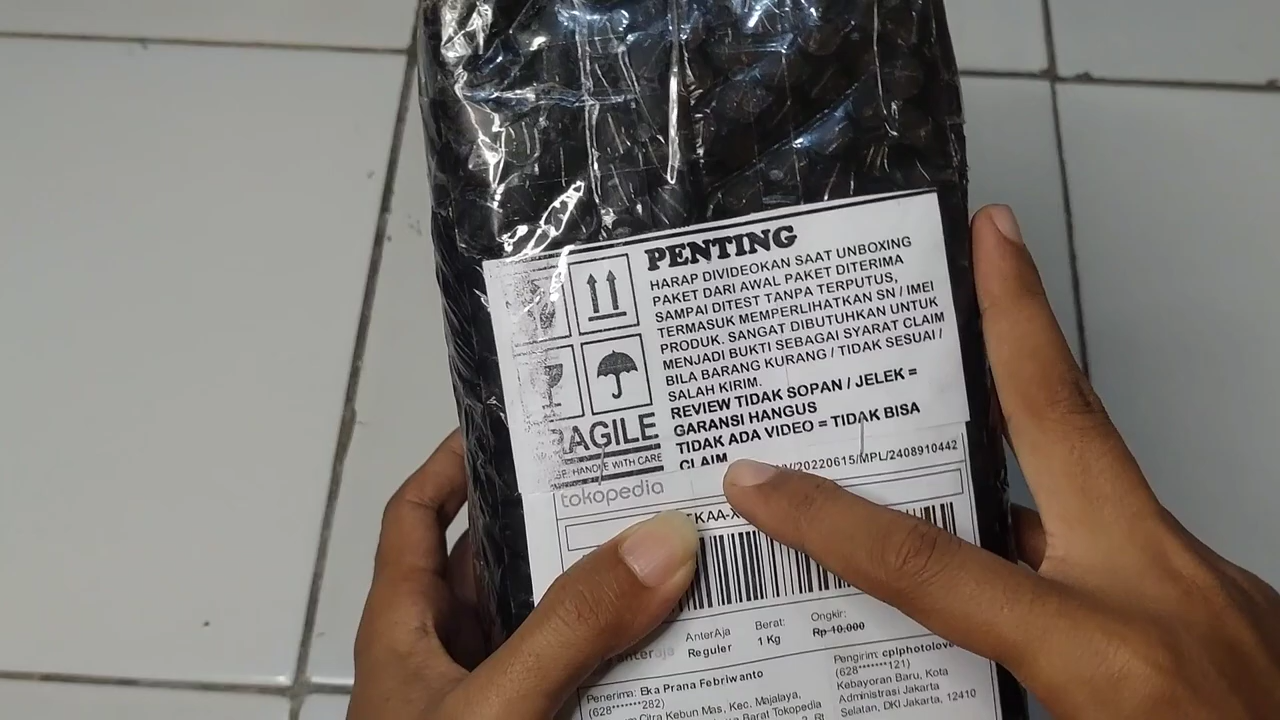 PENTING
HARAP DIVIDEOKAN SAAT UNBOXING
PAKET DARI AWAL PAKET DITERIMA
SAMPAI DITEST TANPA TERPUTUS,
TERMASUK MEMPERLIHATKAN SN / IMEI
PRODUK. SANGAT DIBUTUHKAN UNTUK
MENJADI BUKTI SEBAGAI SYARAT CLAIM
BILA BARANG KURANG / TIDAK SESUAI /
SALAH KIRIM.
REVIEW TIDAK SOPAN / JELEK =
GARANSI HANGUS
TIDAK ADA VIDEO = TIDAK BISA
CLAIM
RAGILE
HANDLE WITH CARE
/20220615/MPL/2408910442
tokopedia
TKAA-X
anteraja
AnterAja
Reguler
Berat:
1 Kg
Ongkir:
Rp 10.000
Penerima: Eka Prana Febriwanto
(628*******282)
Citra Kebun Mas, Kec. Majalaya,
Barat Tokopedia
Pengirim: cplphotolove
(628*******121)
Kebayoran Baru, Kota
Administrasi Jakarta
Selatan, DKI Jakarta, 12410